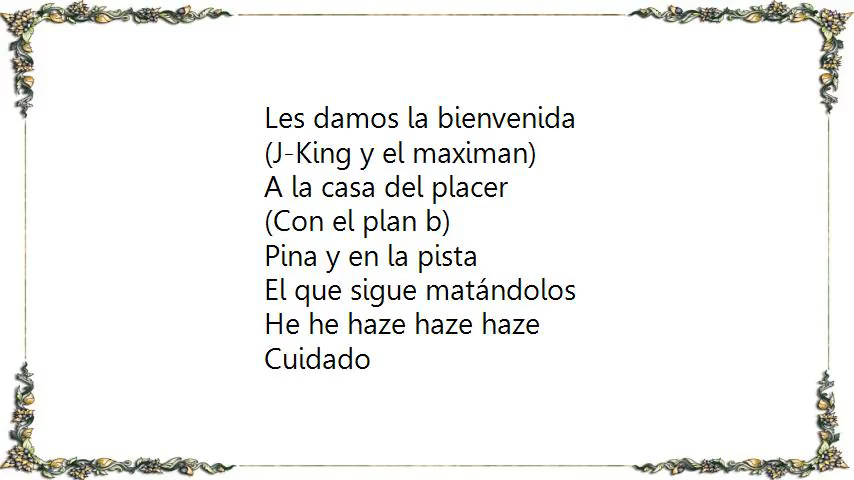 Les damos la bienvenida
(J-King y el maximan)
A la casa del placer
(Con el plan b)
Pina y en la pista
El que sigue matándolos
He he haze haze haze
Cuidado